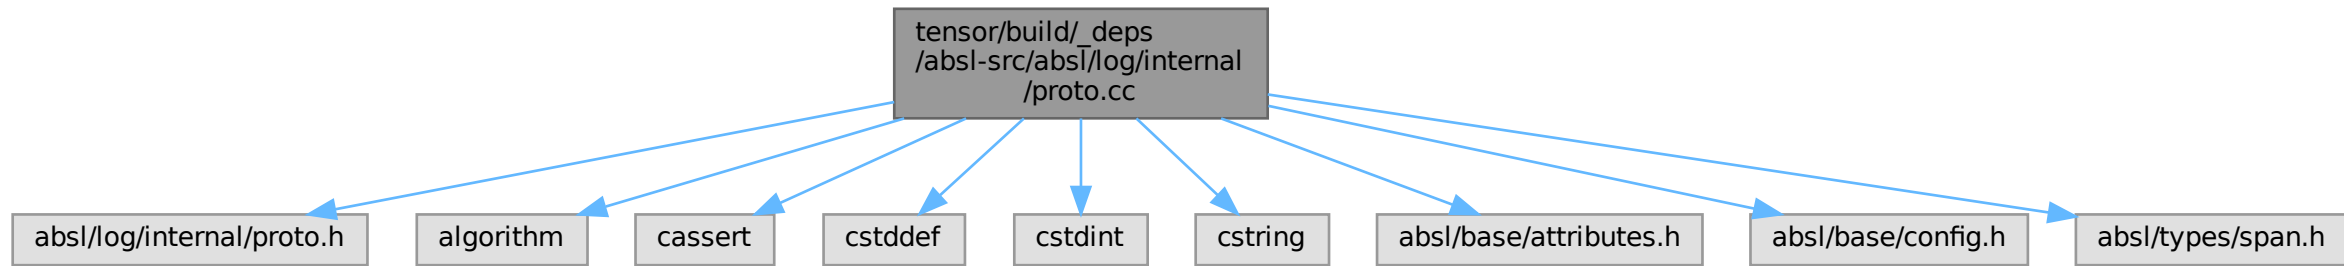 tensor/build/_deps
/absl-src/absl/log/internal
/proto.cc
absl/log/internal/proto.h
algorithm
cassert
cstddef
cstdint
cstring
absl/base/attributes.h
absl/base/config.h
absl/types/span.h